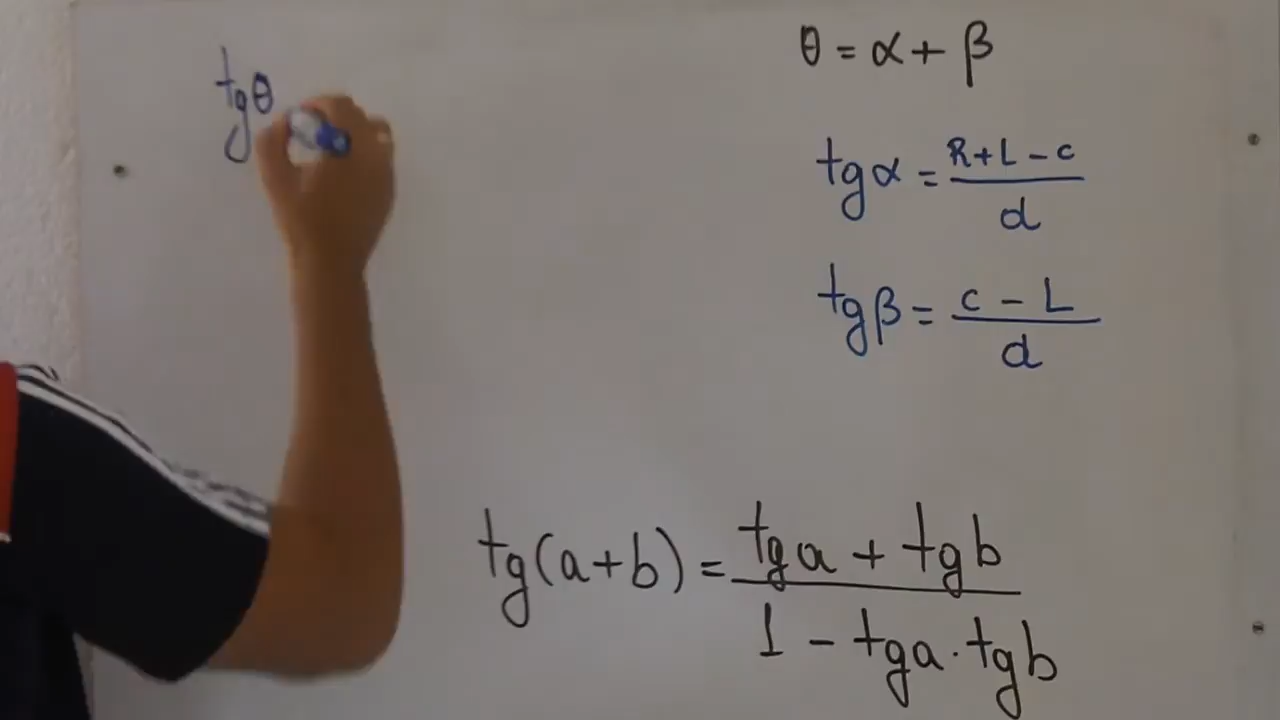 tgθ
θ = α + β
tgα = R+L-c / d
tgβ = c - L / d
tg(a+b) = tga + tgb / 1 - tga·tgb